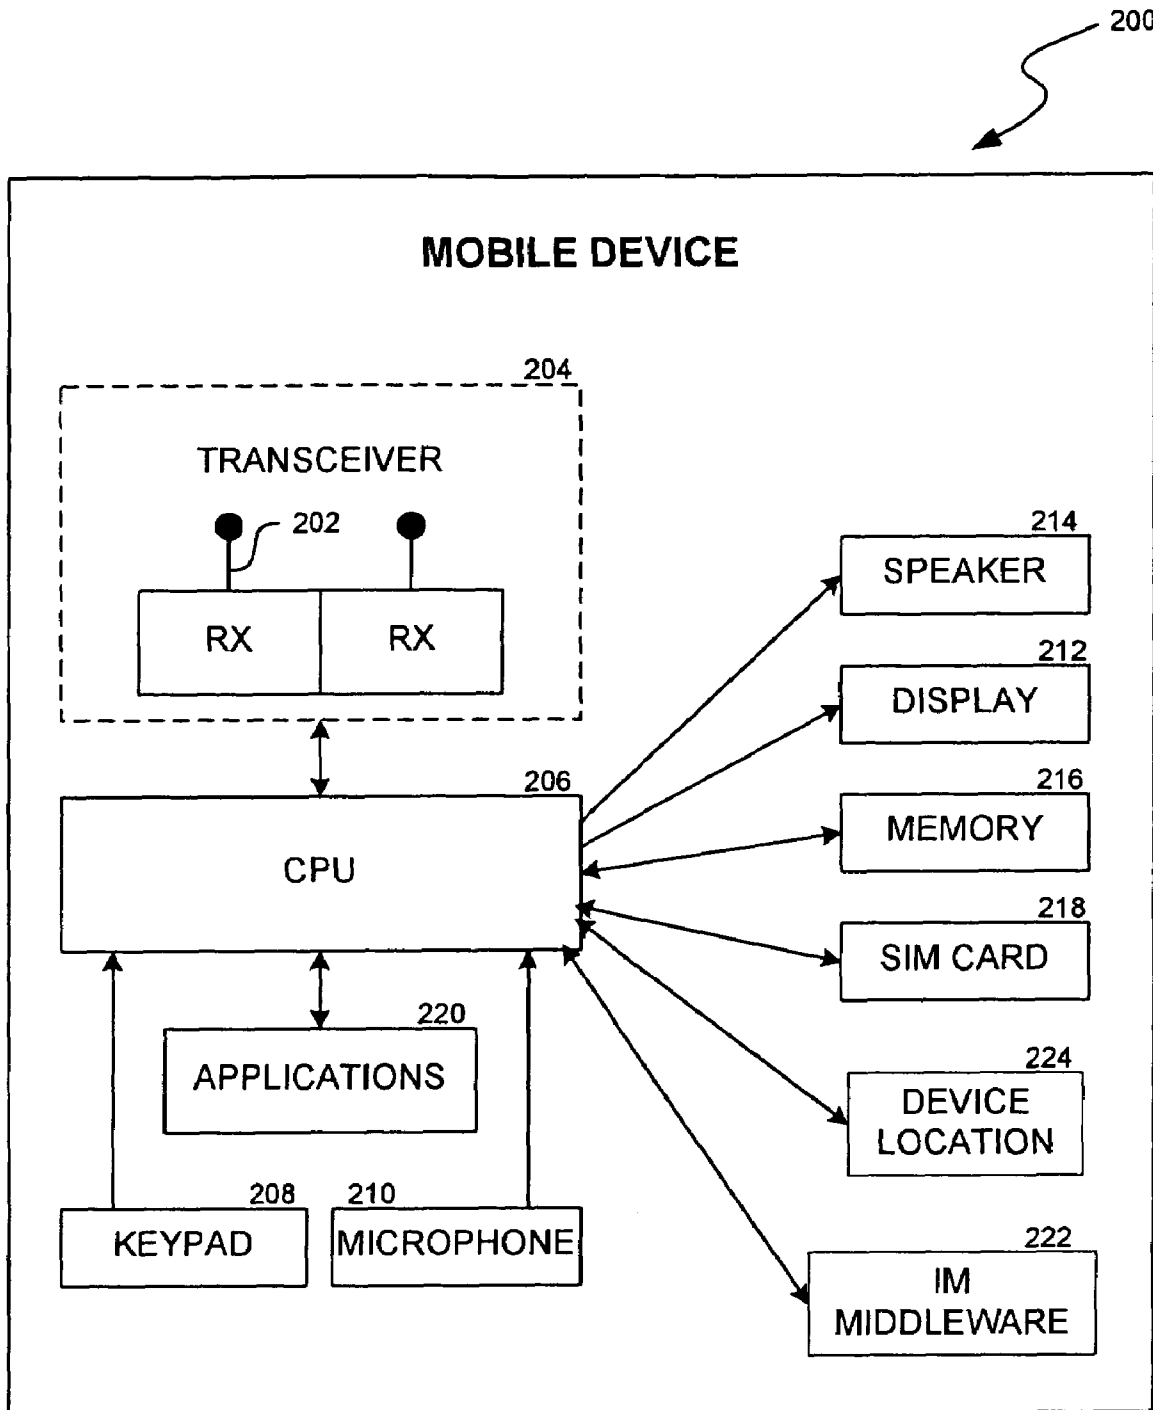 200
MOBILE DEVICE
204
TRANSCEIVER
202
RX RX
214
SPEAKER
212
DISPLAY
206
CPU
216
MEMORY
218
SIM CARD
220
APPLICATIONS
224
DEVICE
LOCATION
208
KEYPAD
210
MICROPHONE
222
IM
MIDDLEWARE